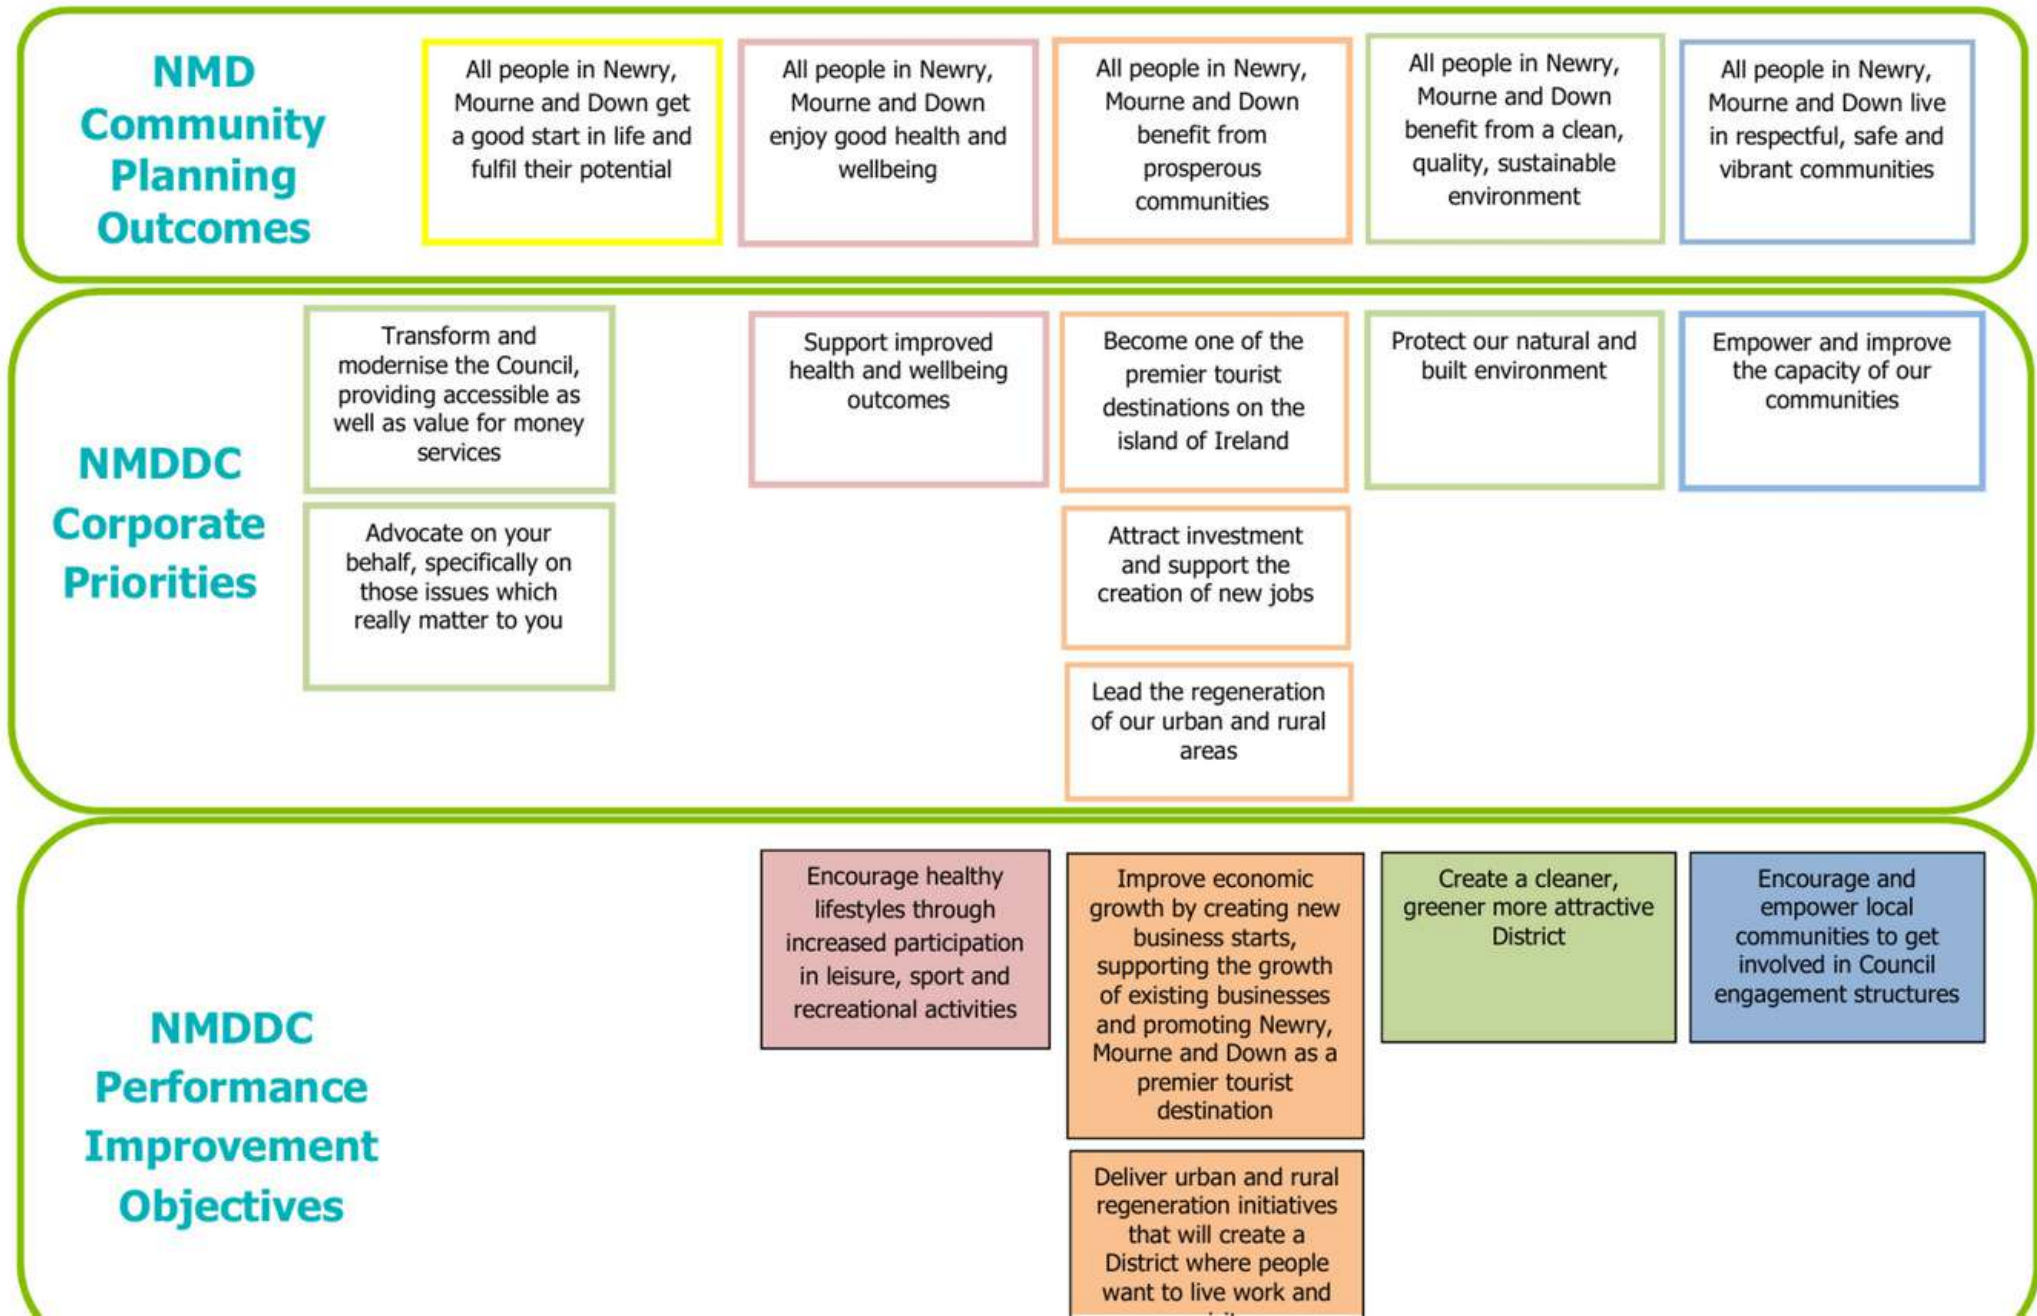 NMD
Community
Planning
Outcomes
All people in Newry,
Mourne and Down get
a good start in life and
fulfil their potential
All people in Newry,
Mourne and Down
enjoy good health and
wellbeing
All people in Newry,
Mourne and Down
benefit from
prosperous
communities
All people in Newry,
Mourne and Down
benefit from a clean,
quality, sustainable
environment
All people in Newry,
Mourne and Down live
in respectful, safe and
vibrant communities
NMDDC
Corporate
Priorities
Transform and
modernise the Council,
providing accessible as
well as value for money
services
Advocate on your
behalf, specifically on
those issues which
really matter to you
Support improved
health and wellbeing
outcomes
Become one of the
premier tourist
destinations on the
island of Ireland
Attract investment
and support the
creation of new jobs
Lead the regeneration
of our urban and rural
areas
Protect our natural and
built environment
Empower and improve
the capacity of our
communities
NMDDC
Performance
Improvement
Objectives
Encourage healthy
lifestyles through
increased participation
in leisure, sport and
recreational activities
Improve economic
growth by creating new
business starts,
supporting the growth
of existing businesses
and promoting Newry,
Mourne and Down as a
premier tourist
destination
Deliver urban and rural
regeneration initiatives
that will create a
District where people
want to live work and
Create a cleaner,
greener more attractive
District
Encourage and
empower local
communities to get
involved in Council
engagement structures